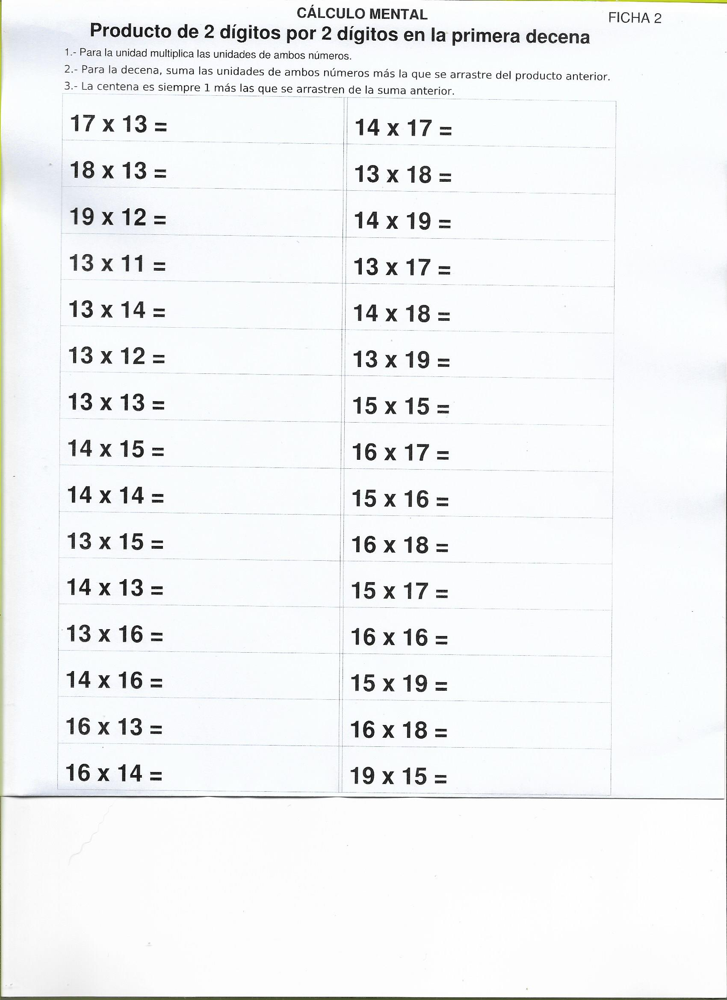 CÁLCULO MENTAL
FICHA 2
Producto de 2 dígitos por 2 dígitos en la primera decena
1.- Para la unidad multiplica las unidades de ambos números.
2.- Para la decena, suma las unidades de ambos números más la que se arrastre del producto anterior.
3.- La centena es siempre 1 más las que se arrastren de la suma anterior.
17 x 13 =
14 x 17 =
18 x 13 =
13 x 18 =
19 x 12 =
14 x 19 =
13 x 11 =
13 x 17 =
13 x 14 =
14 x 18 =
13 x 12 =
13 x 19 =
13 x 13 =
15 x 15 =
14 x 15 =
16 x 17 =
14 x 14 =
15 x 16 =
13 x 15 =
16 x 18 =
14 x 13 =
15 x 17 =
13 x 16 =
16 x 16 =
14 x 16 =
15 x 19 =
16 x 13 =
16 x 18 =
16 x 14 =
19 x 15 =